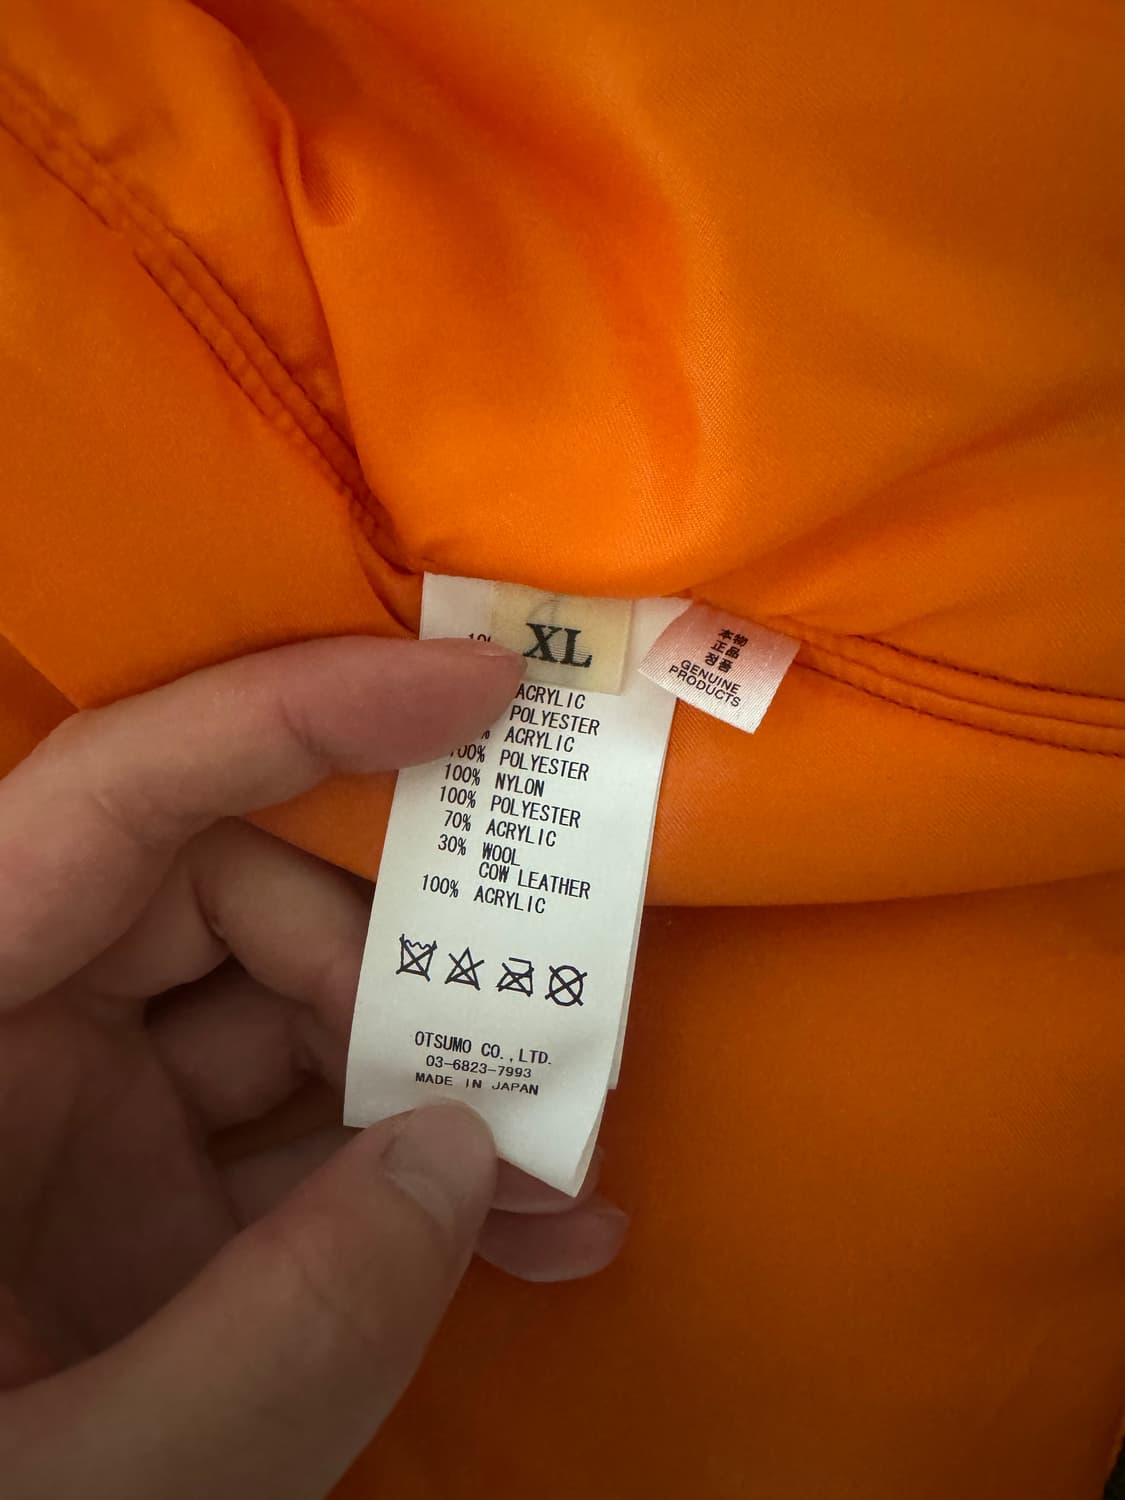 XL
本物
正品
정품
GENUINE
PRODUCTS
ACRYLIC
POLYESTER
% ACRYLIC
100% POLYESTER
100% NYLON
100% POLYESTER
70% ACRYLIC
30% WOOL
COW LEATHER
100% ACRYLIC
OTSUMO CO.,LTD.
03-6823-7993
MADE IN JAPAN